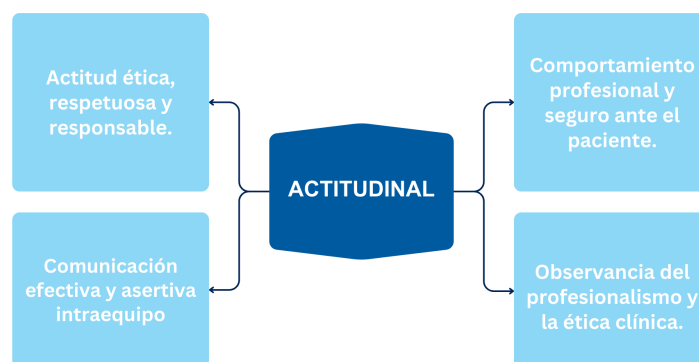 Actitud ética,
respetuosa y
responsable.
Comportamiento
profesional y
seguro ante el
paciente.
ACTITUDINAL
Comunicación
efectiva y asertiva
intraequipo
Observancia del
profesionalismo y
la ética clínica.